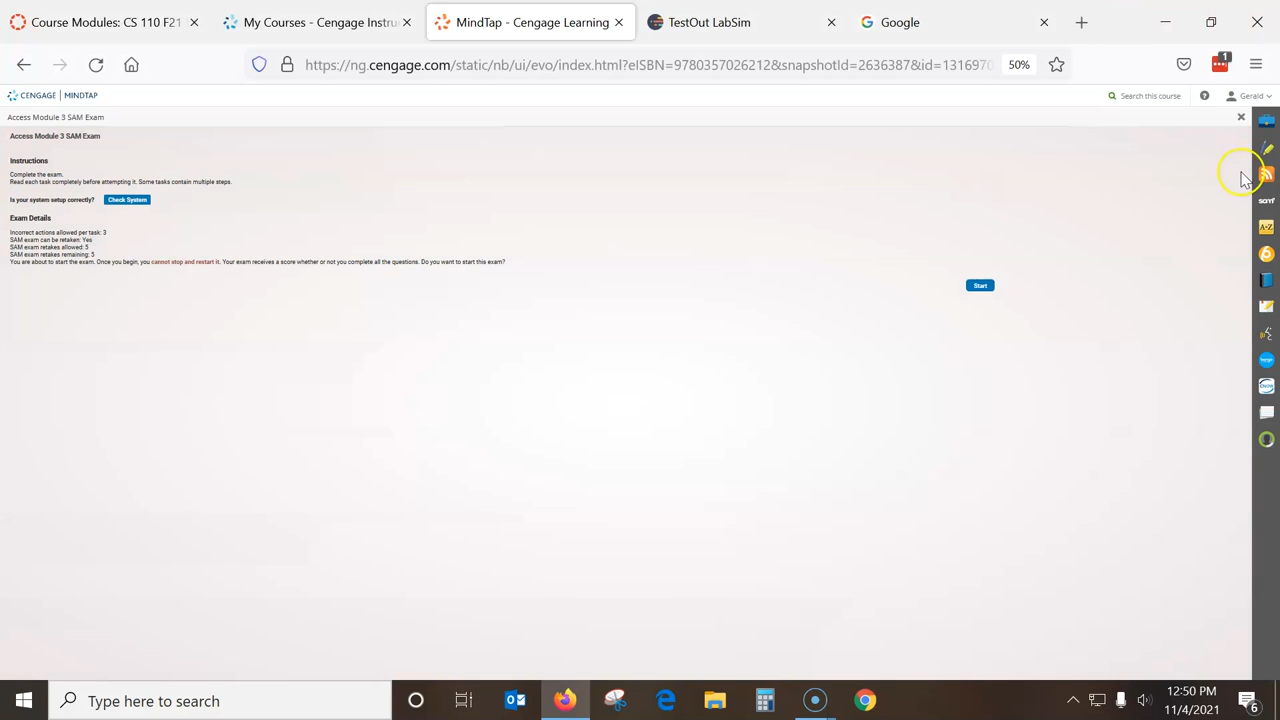 Course Modules: CS 110 F21
My Courses - Cengage Instru
MindTap - Cengage Learning
TestOut LabSim
Google
https://ng.cengage.com/static/nb/ui/evo/index.html?eISBN=9780357026212&snapshotId=2636387&id=1316970
50%
1
CENGAGE | MINDTAP
Search this course
Gerald
Access Module 3 SAM Exam
Access Module 3 SAM Exam
Instructions
Complete the exam.
Read each task completely before attempting it. Some tasks contain multiple steps.
Is your system setup correctly?
Check System
Exam Details
Incorrect actions allowed per task: 3
SAM exam can be retaken: Yes
SAM exam retakes allowed: 5
SAM exam retakes remaining: 5
You are about to start the exam. Once you begin, you cannot stop and restart it. Your exam receives a score whether or not you complete all the questions. Do you want to start this exam?
Start
sam
A-Z
Type here to search
12:50 PM
11/4/2021
6